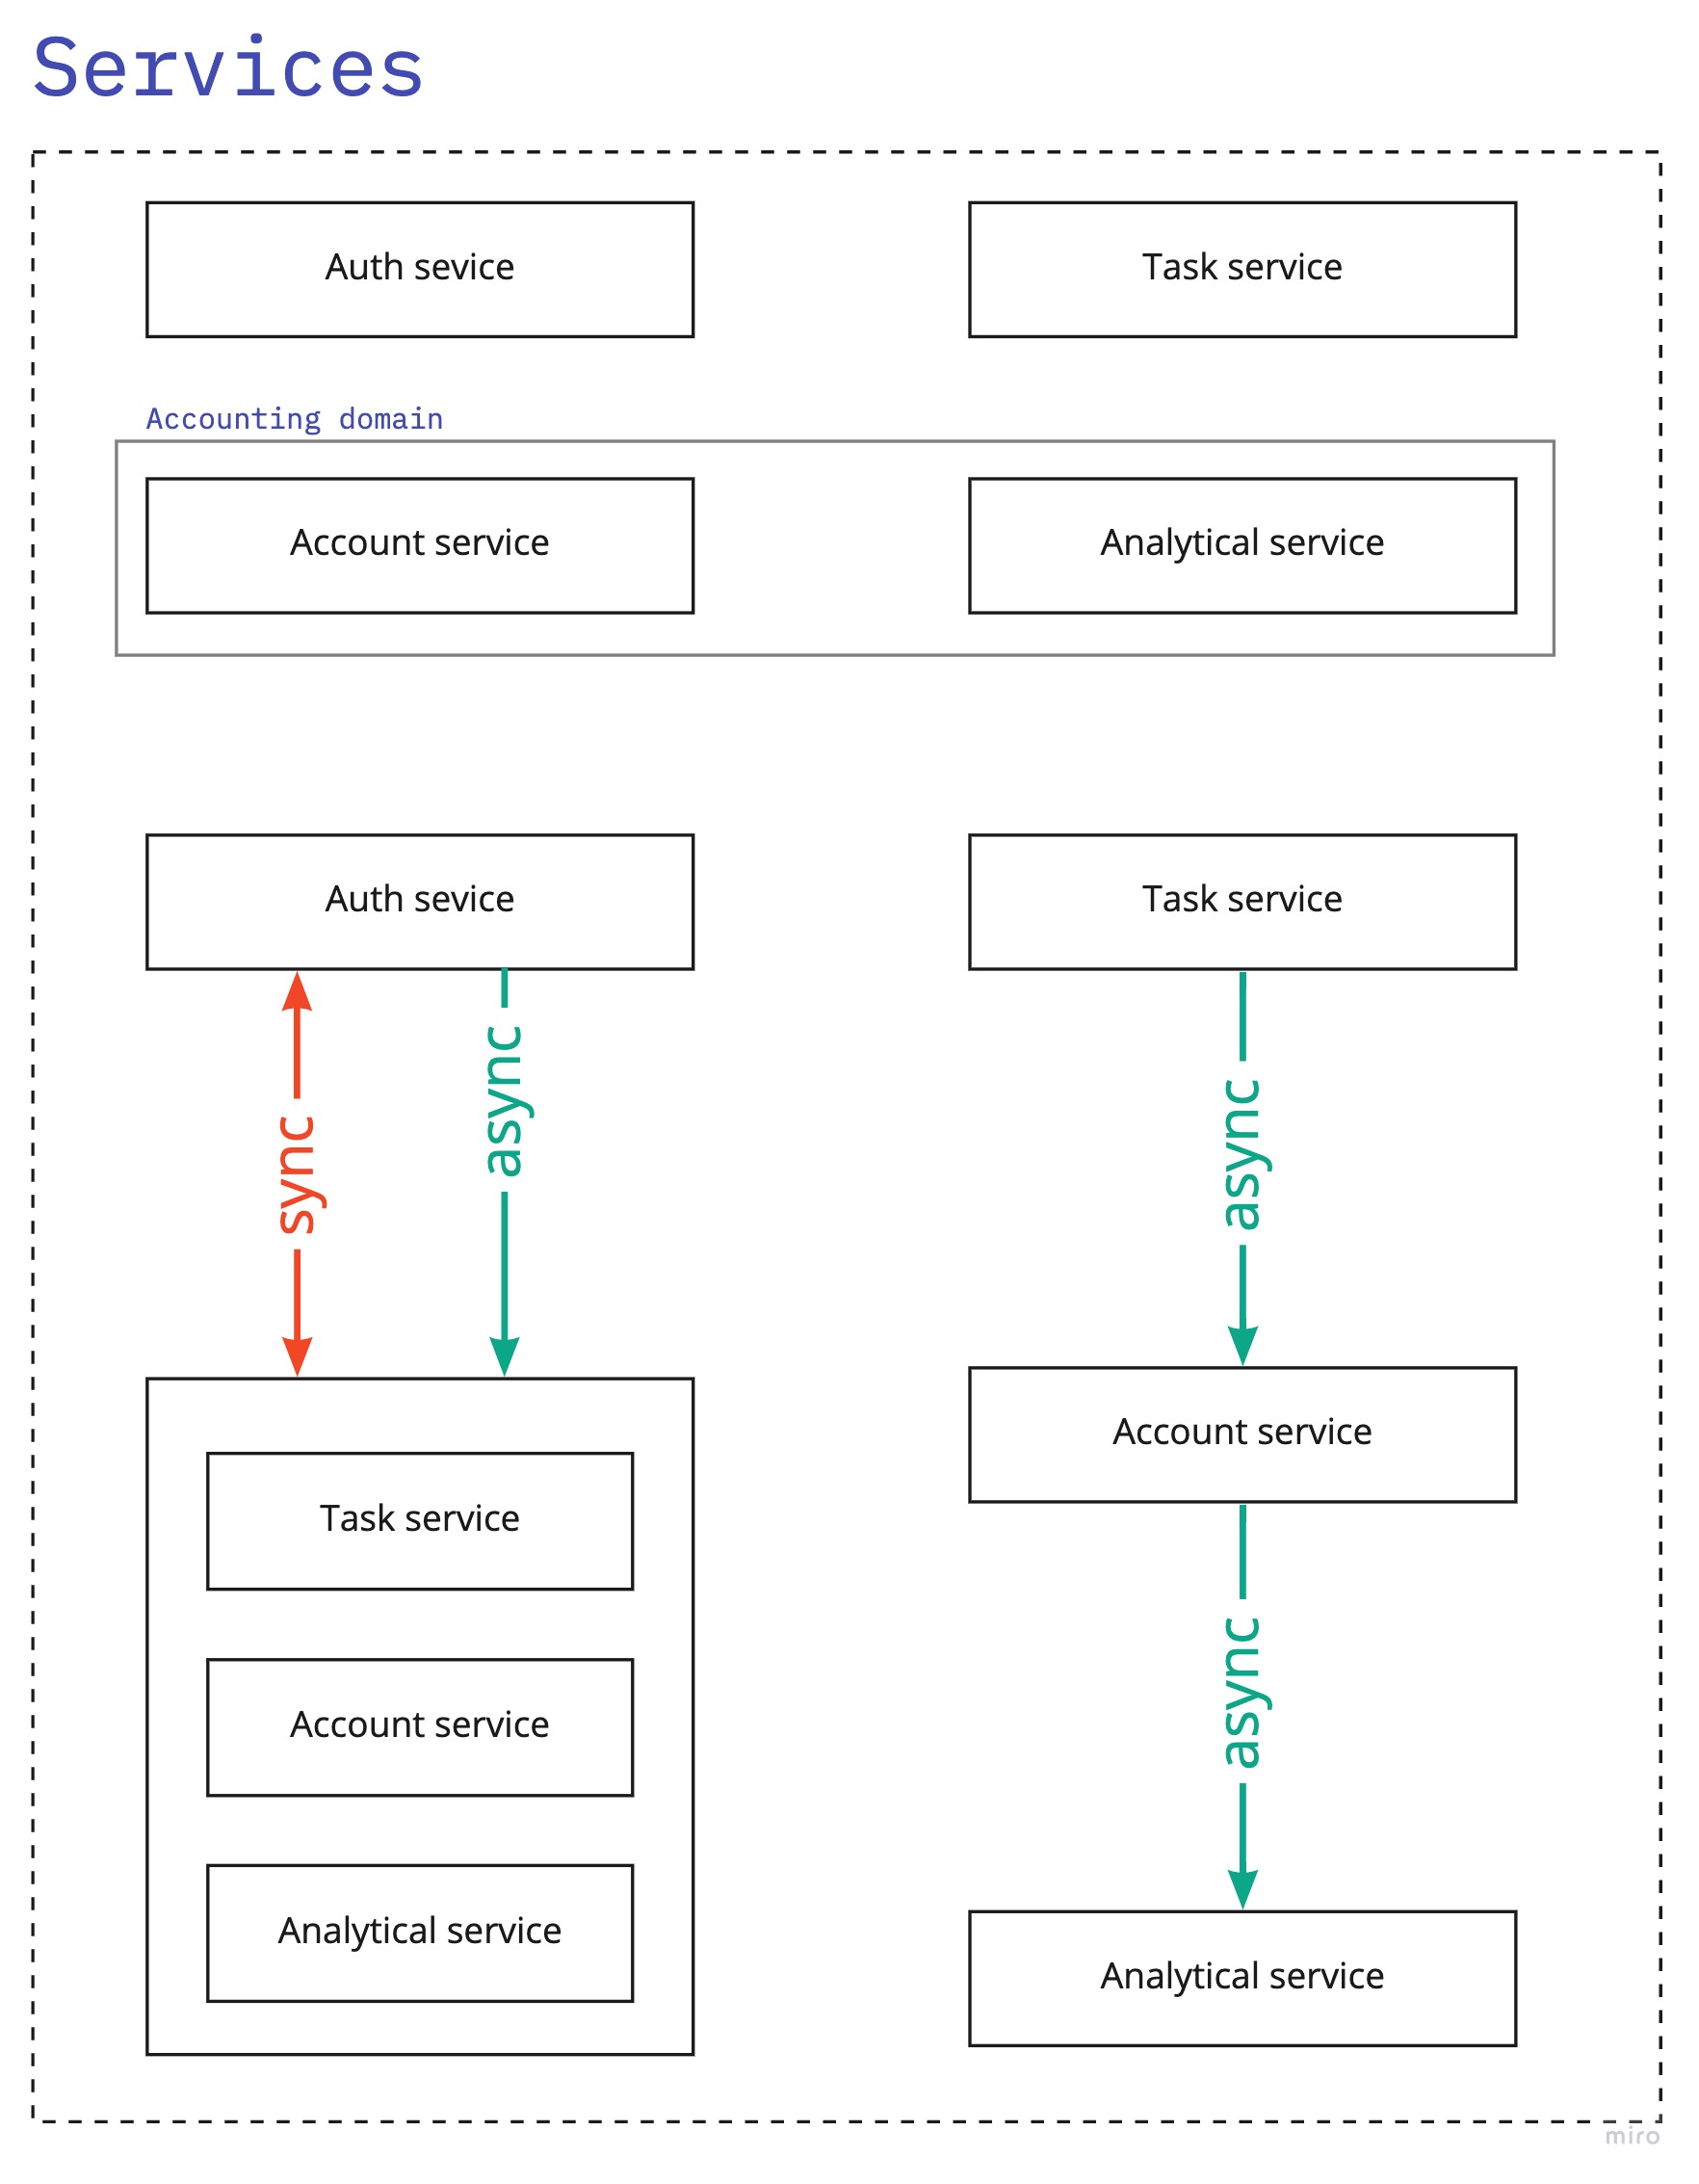 Services
Auth sevice
Task service
Accounting domain
Account service
Analytical service
Auth sevice
Task service
sync
async
async
Task service
Account service
Analytical service
Account service
async
Analytical service
miro